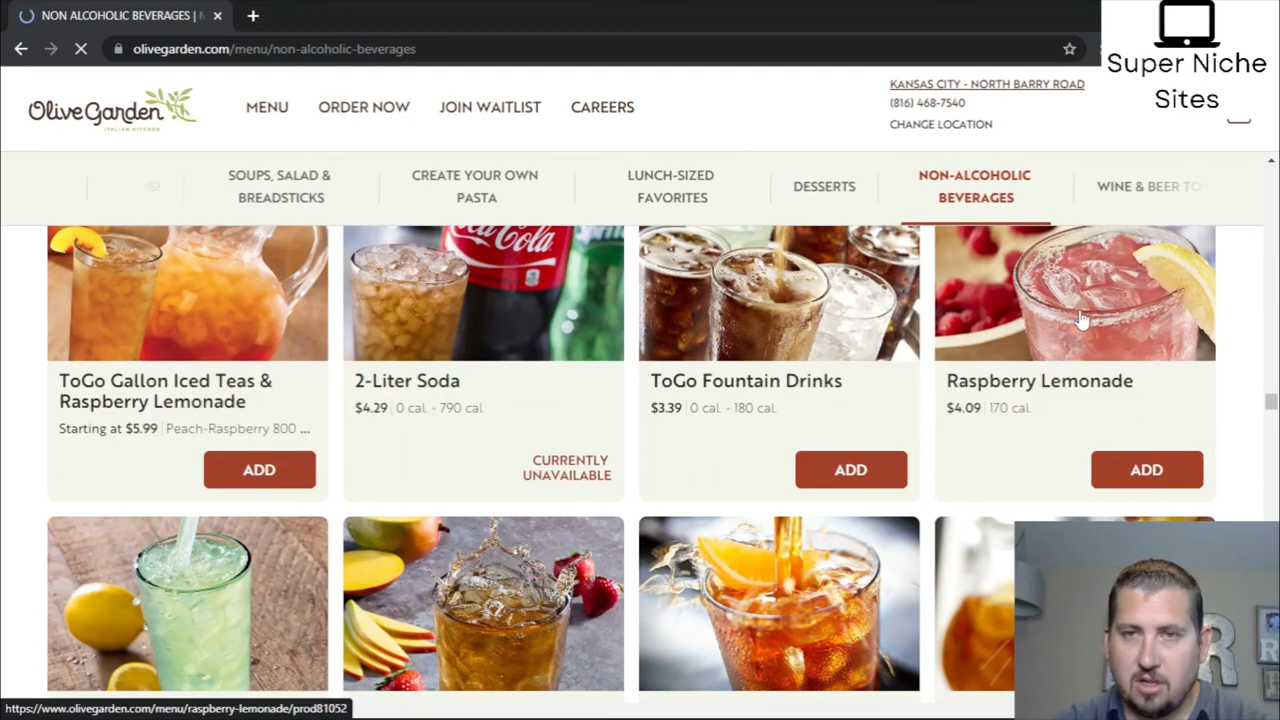 NON ALCOHOLIC BEVERAGES |
olivegarden.com/menu/non-alcoholic-beverages
Super Niche
Sites
Olive Garden
ITALIAN KITCHEN
MENU
ORDER NOW
JOIN WAITLIST
CAREERS
KANSAS CITY - NORTH BARRY ROAD
(816) 468-7540
CHANGE LOCATION
SOUPS, SALAD &
BREADSTICKS
CREATE YOUR OWN
PASTA
LUNCH-SIZED
FAVORITES
DESSERTS
NON-ALCOHOLIC
BEVERAGES
WINE & BEER TO
Coca-Cola
ToGo Gallon Iced Teas &
Raspberry Lemonade
Starting at $5.99 | Peach-Raspberry 800 ...
ADD
2-Liter Soda
$4.29 | 0 cal. - 790 cal.
CURRENTLY
UNAVAILABLE
ToGo Fountain Drinks
$3.39 | 0 cal. - 180 cal.
ADD
Raspberry Lemonade
$4.09 | 170 cal.
ADD
R
https://www.olivegarden.com/menu/raspberry-lemonade/prod81052